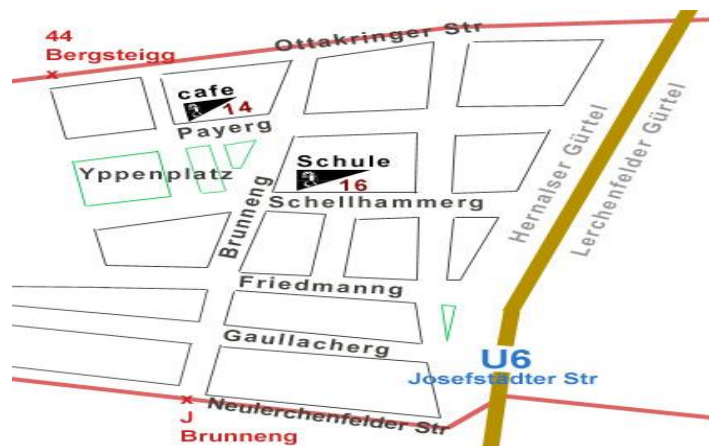 44
Bergsteigg
Ottakringer Str
cafe
14
Payerg
Yppenplatz
Schule
16
Schellhammerg
Brunneng
Hernalser Gürtel
Lerchenfelder Gürtel
Friedmanng
Gaullacherg
U6
Josefstädter Str
Neulerchenfelder Str
J
Brunneng